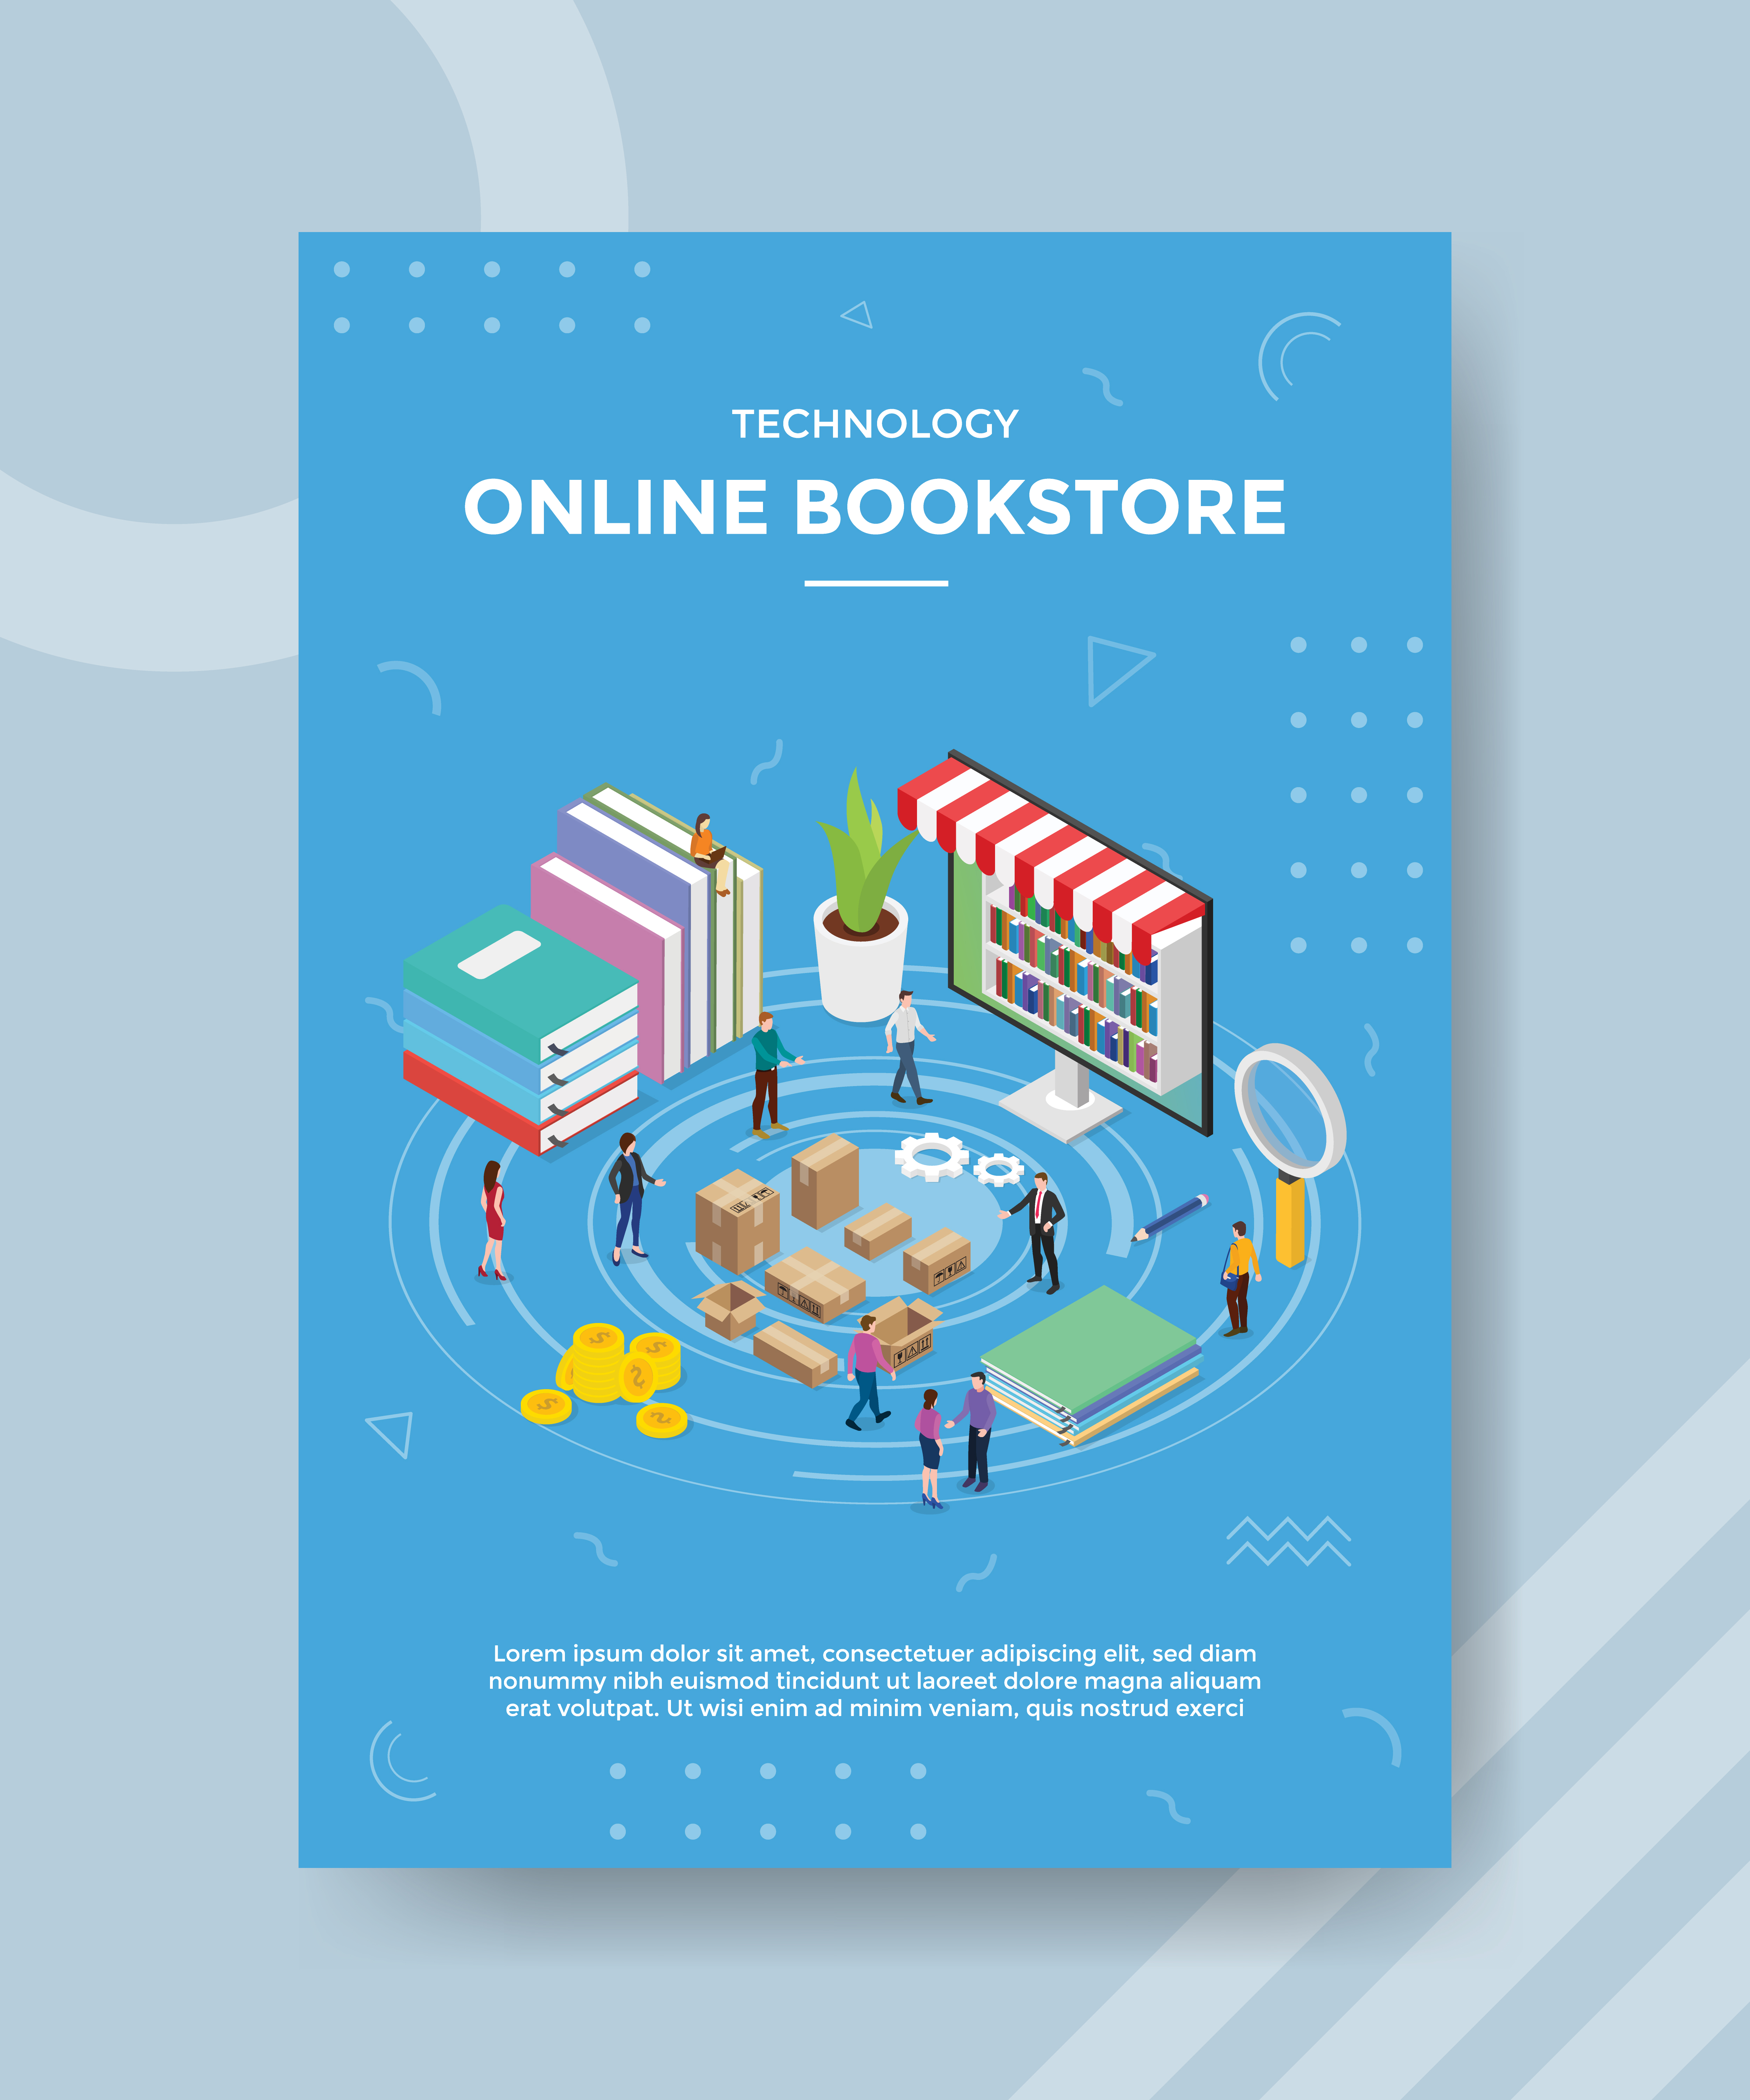 TECHNOLOGY
ONLINE BOOKSTORE
Lorem ipsum dolor sit amet, consectetuer adipiscing elit, sed diam
nonummy nibh euismod tincidunt ut laoreet dolore magna aliquam
erat volutpat. Ut wisi enim ad minim veniam, quis nostrud exerci